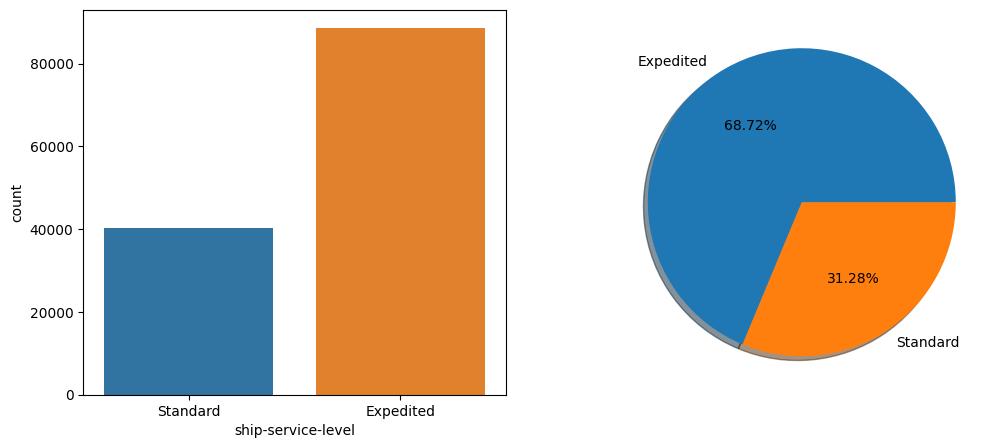 80000
60000
40000
20000
0
count
Standard
Expedited
ship-service-level
Expedited
68.72%
31.28%
Standard